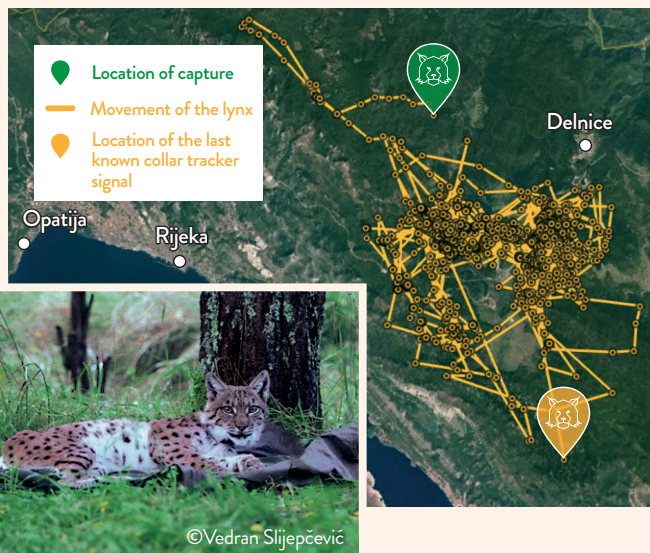 Location of capture
Movement of the lynx
Location of the last
known collar tracker
signal
Delnice
Opatija
Rijeka
©Vedran Slijepčević